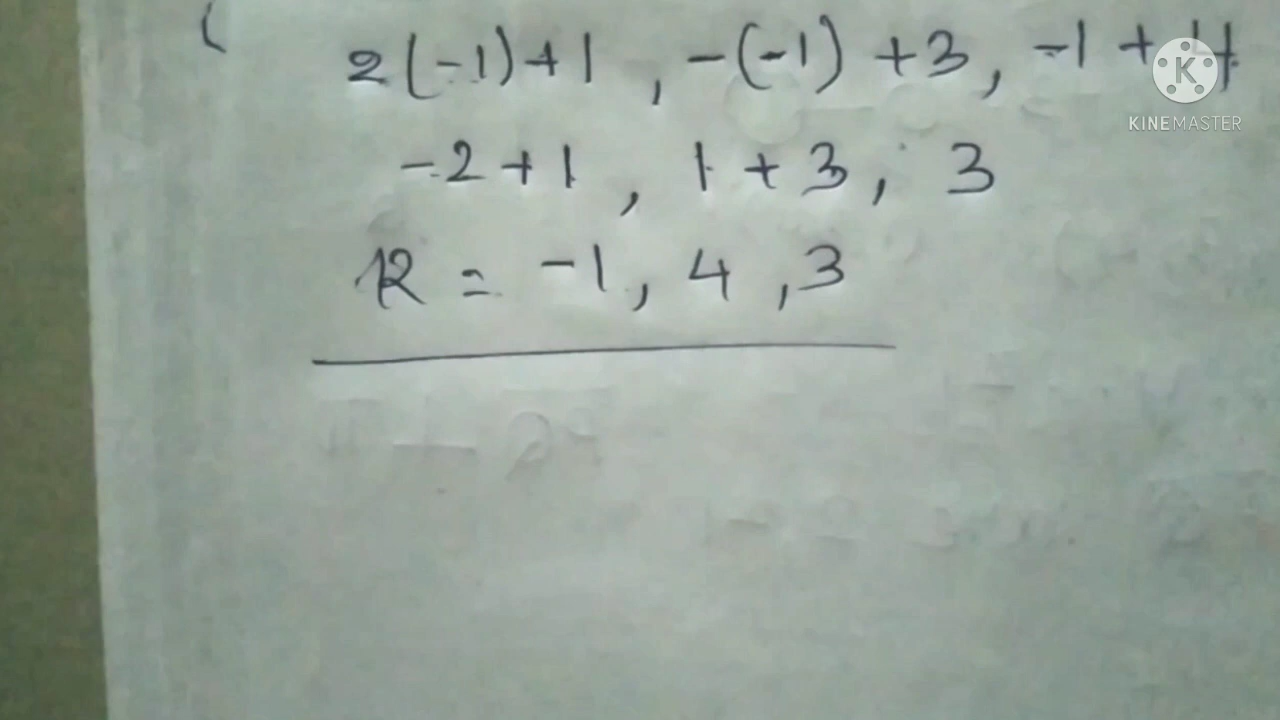 2(-1)+1, -(-1)+3, -1+4
K
KINEMASTER
-2+1, 1+3, 3
R = -1, 4, 3